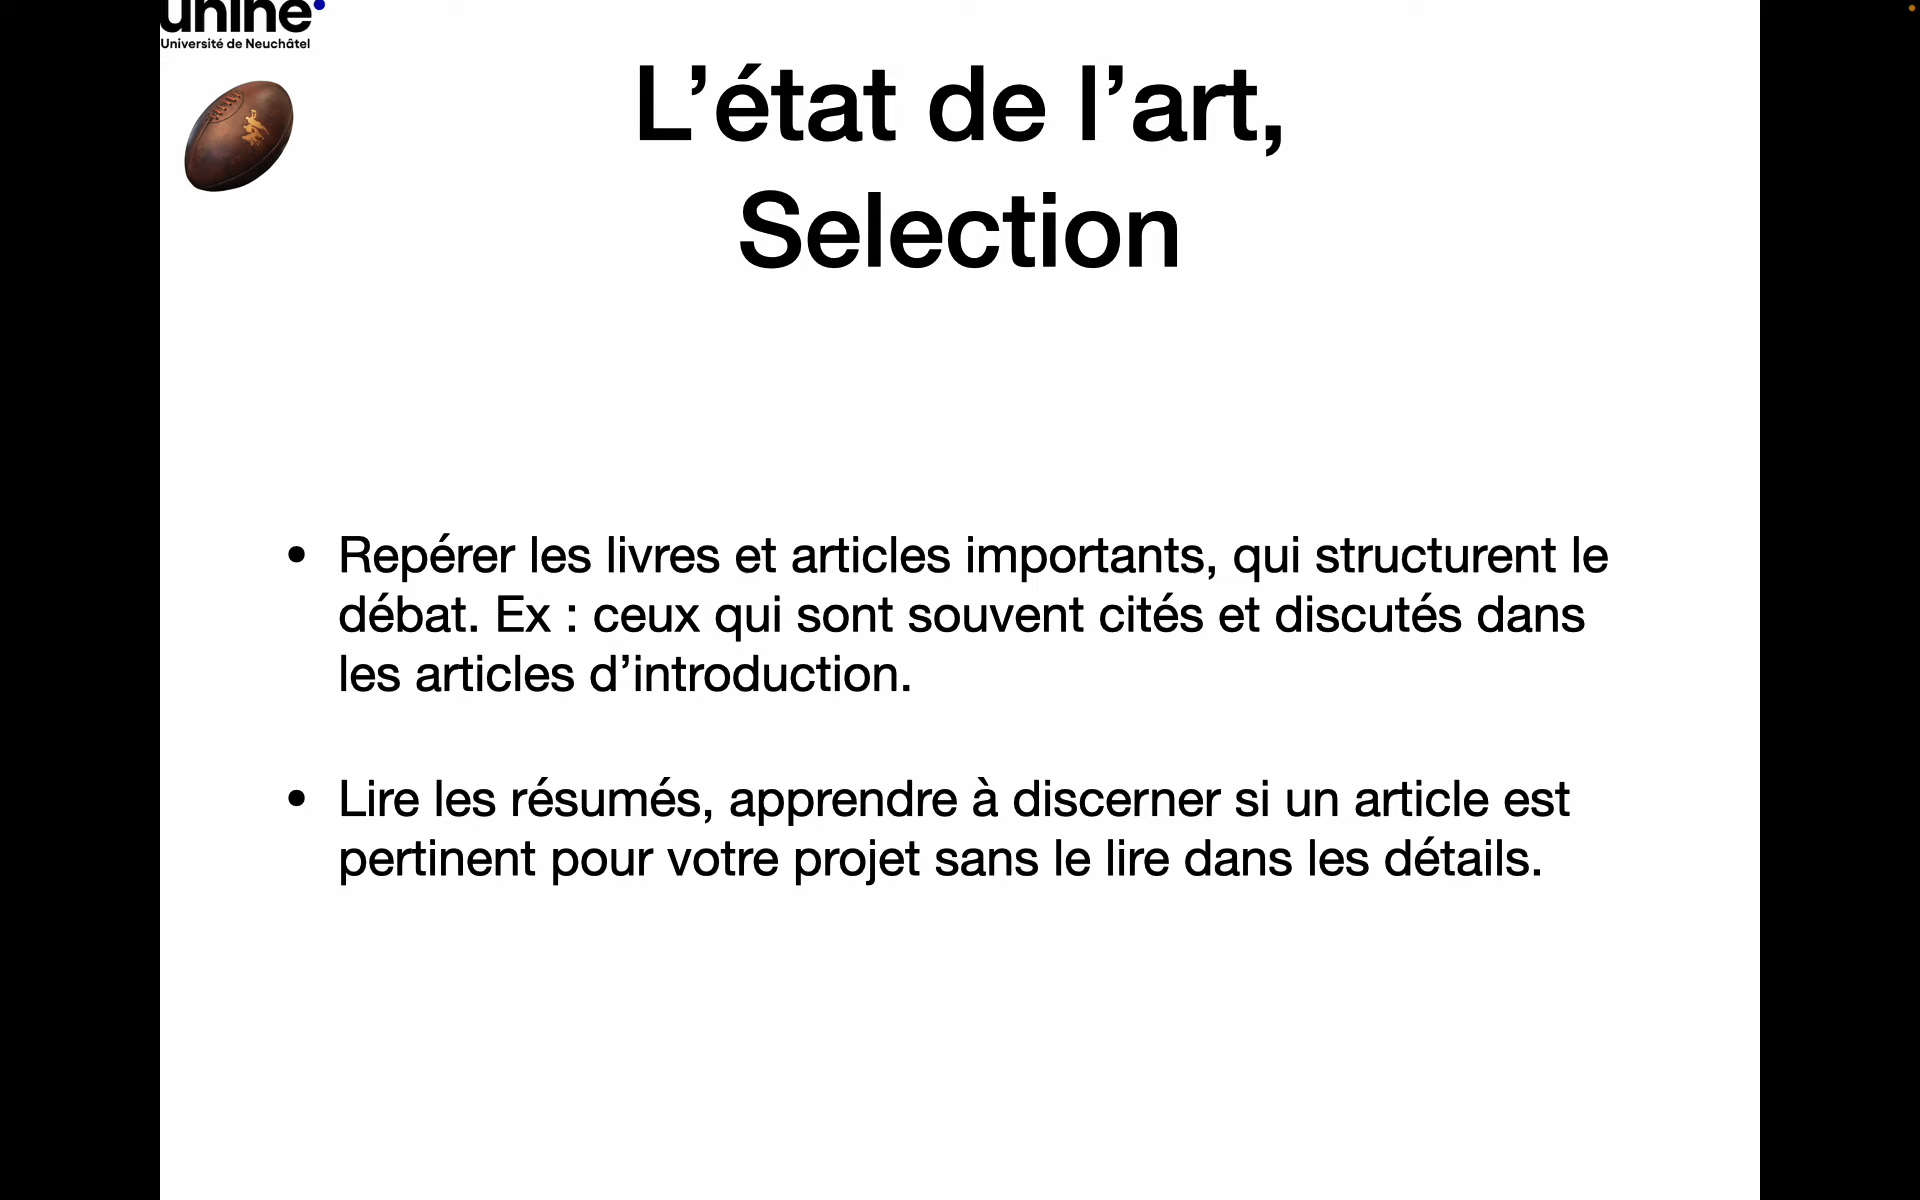 unine
Université de Neuchâtel
L’état de l’art,
Selection
• Repérer les livres et articles importants, qui structurent le
débat. Ex : ceux qui sont souvent cités et discutés dans
les articles d’introduction.
• Lire les résumés, apprendre à discerner si un article est
pertinent pour votre projet sans le lire dans les détails.